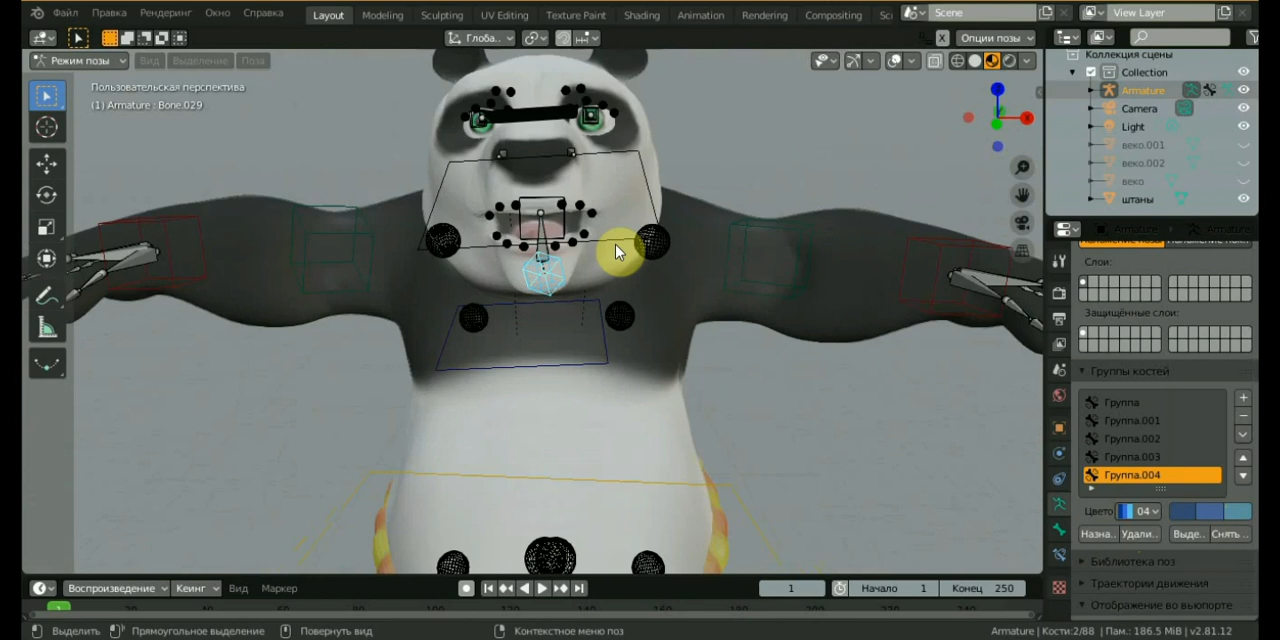 Файл Правка Рендеринг Окно Справка Layout Modeling Sculpting UV Editing Texture Paint Shading Animation Rendering Compositing Sc Scene View Layer
Глоба.. X Опции позы
Режим позы Вид Выделение Поза
Пользовательская перспектива
(1) Armature : Bone.029
Коллекция сцены
Collection
Armature
Camera
Light
веко.001
веко.002
веко
штаны
Armature Armature
Слои:
Защищённые слои:
Группы костей
Группа
Группа.001
Группа.002
Группа.003
Группа.004
Цвето 04
Назна.. Удали.. Выде.. Снять ..
Библиотека поз
Траектории движения
Отображение во вьюпорте
X
Z
Воспроизведение Кеинг Вид Маркер 1 Начало 1 Конец 250
Выделить Прямоугольное выделение Повернуть вид Контекстное меню поз Armature | Кости:2/88 | Пам.: 186.5 MiB | v2.81.12